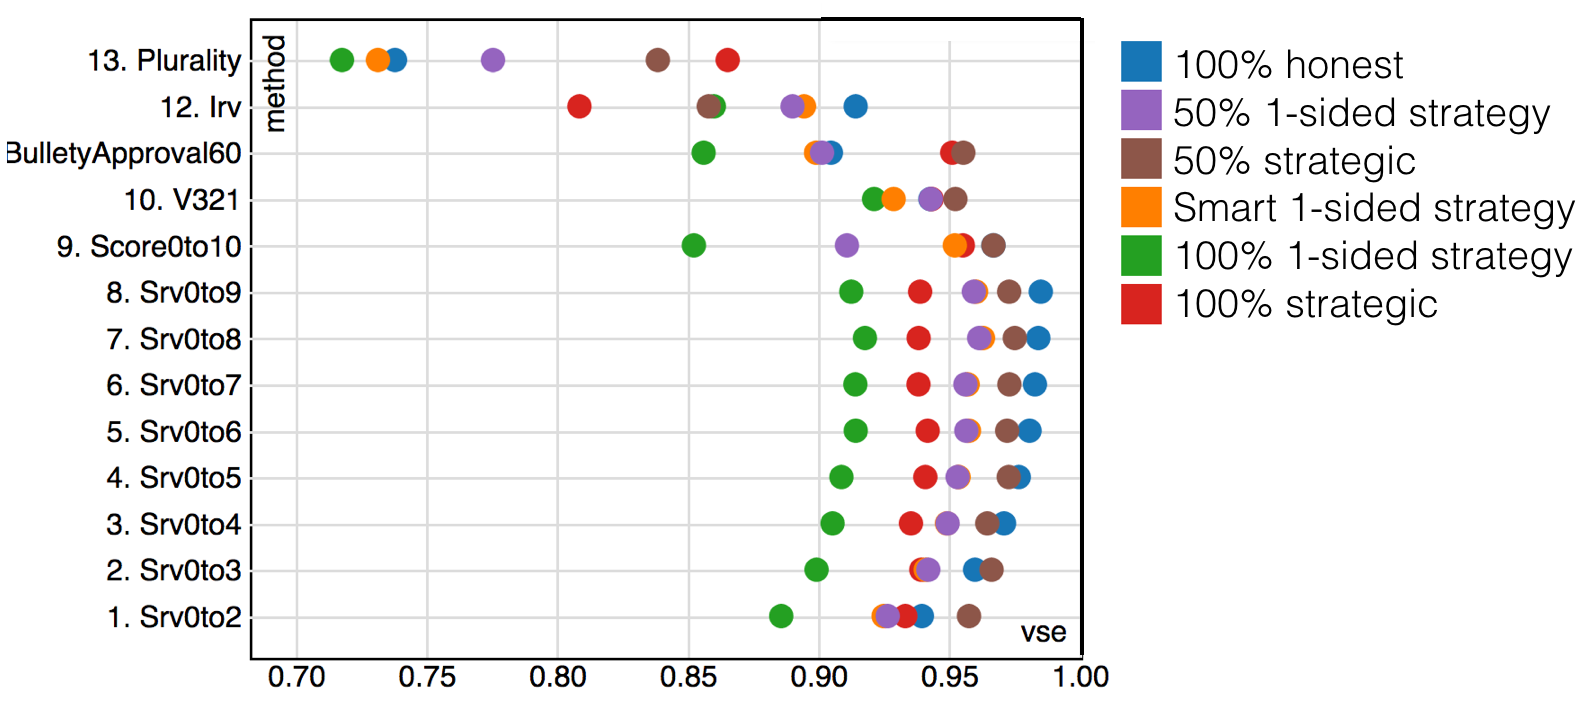 method
13. Plurality
12. Irv
BulletyApproval60
10. V321
9. Score0to10
8. Srv0to9
7. Srv0to8
6. Srv0to7
5. Srv0to6
4. Srv0to5
3. Srv0to4
2. Srv0to3
1. Srv0to2
vse
0.70 0.75 0.80 0.85 0.90 0.95 1.00
100% honest
50% 1-sided strategy
50% strategic
Smart 1-sided strategy
100% 1-sided strategy
100% strategic